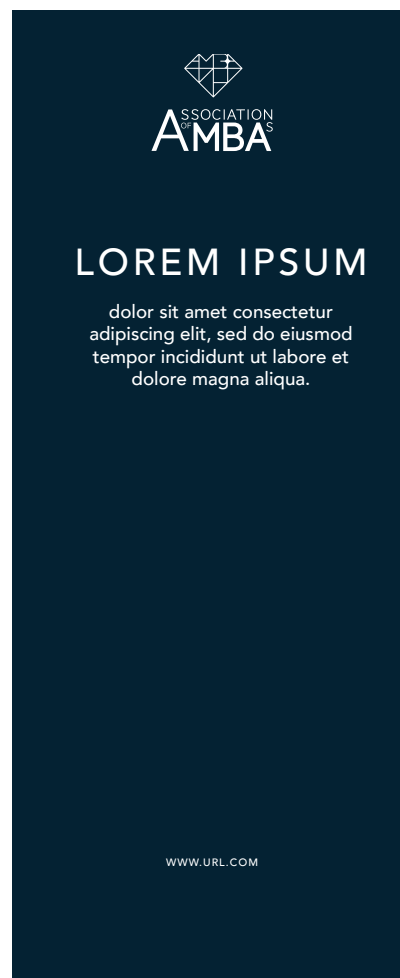 ASSOCIATION
OF
AMBAs
LOREM IPSUM
dolor sit amet consectetur
adipiscing elit, sed do eiusmod
tempor incididunt ut labore et
dolore magna aliqua.
WWW.URL.COM